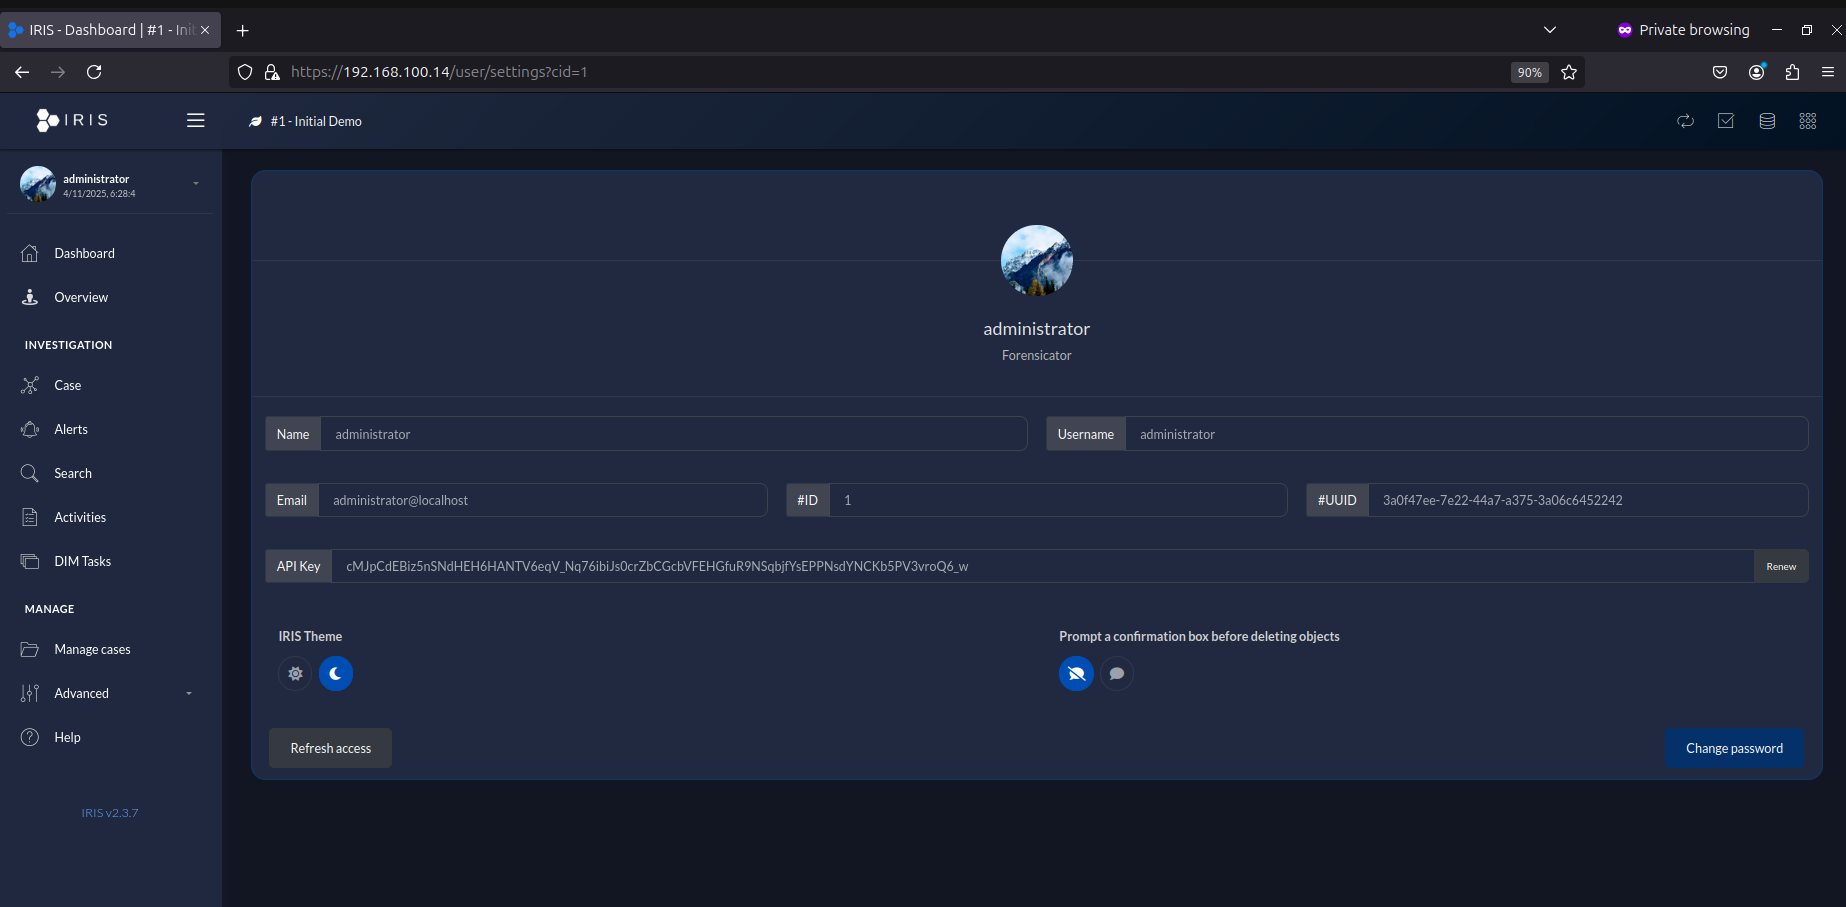 IRIS - Dashboard | #1 - Init
Private browsing
https://192.168.100.14/user/settings?cid=1
90%
IRIS
#1 - Initial Demo
administrator
4/11/2025, 6:28:4
Dashboard
Overview
INVESTIGATION
Case
Alerts
Search
Activities
DIM Tasks
MANAGE
Manage cases
Advanced
Help
IRIS v2.3.7
administrator
Forensicator
Name administrator
Username administrator
Email administrator@localhost
#ID 1
#UUID 3a0f47ee-7e22-44a7-a375-3a06c6452242
API Key cMJpCdEBiz5nSNdHEH6HANTV6eqV_Nq76ibiJs0crZbCGcbVFEHGfuR9NSqbjfYsEPPNsdYNCKb5PV3vroQ6_w
Renew
IRIS Theme
Prompt a confirmation box before deleting objects
Refresh access
Change password